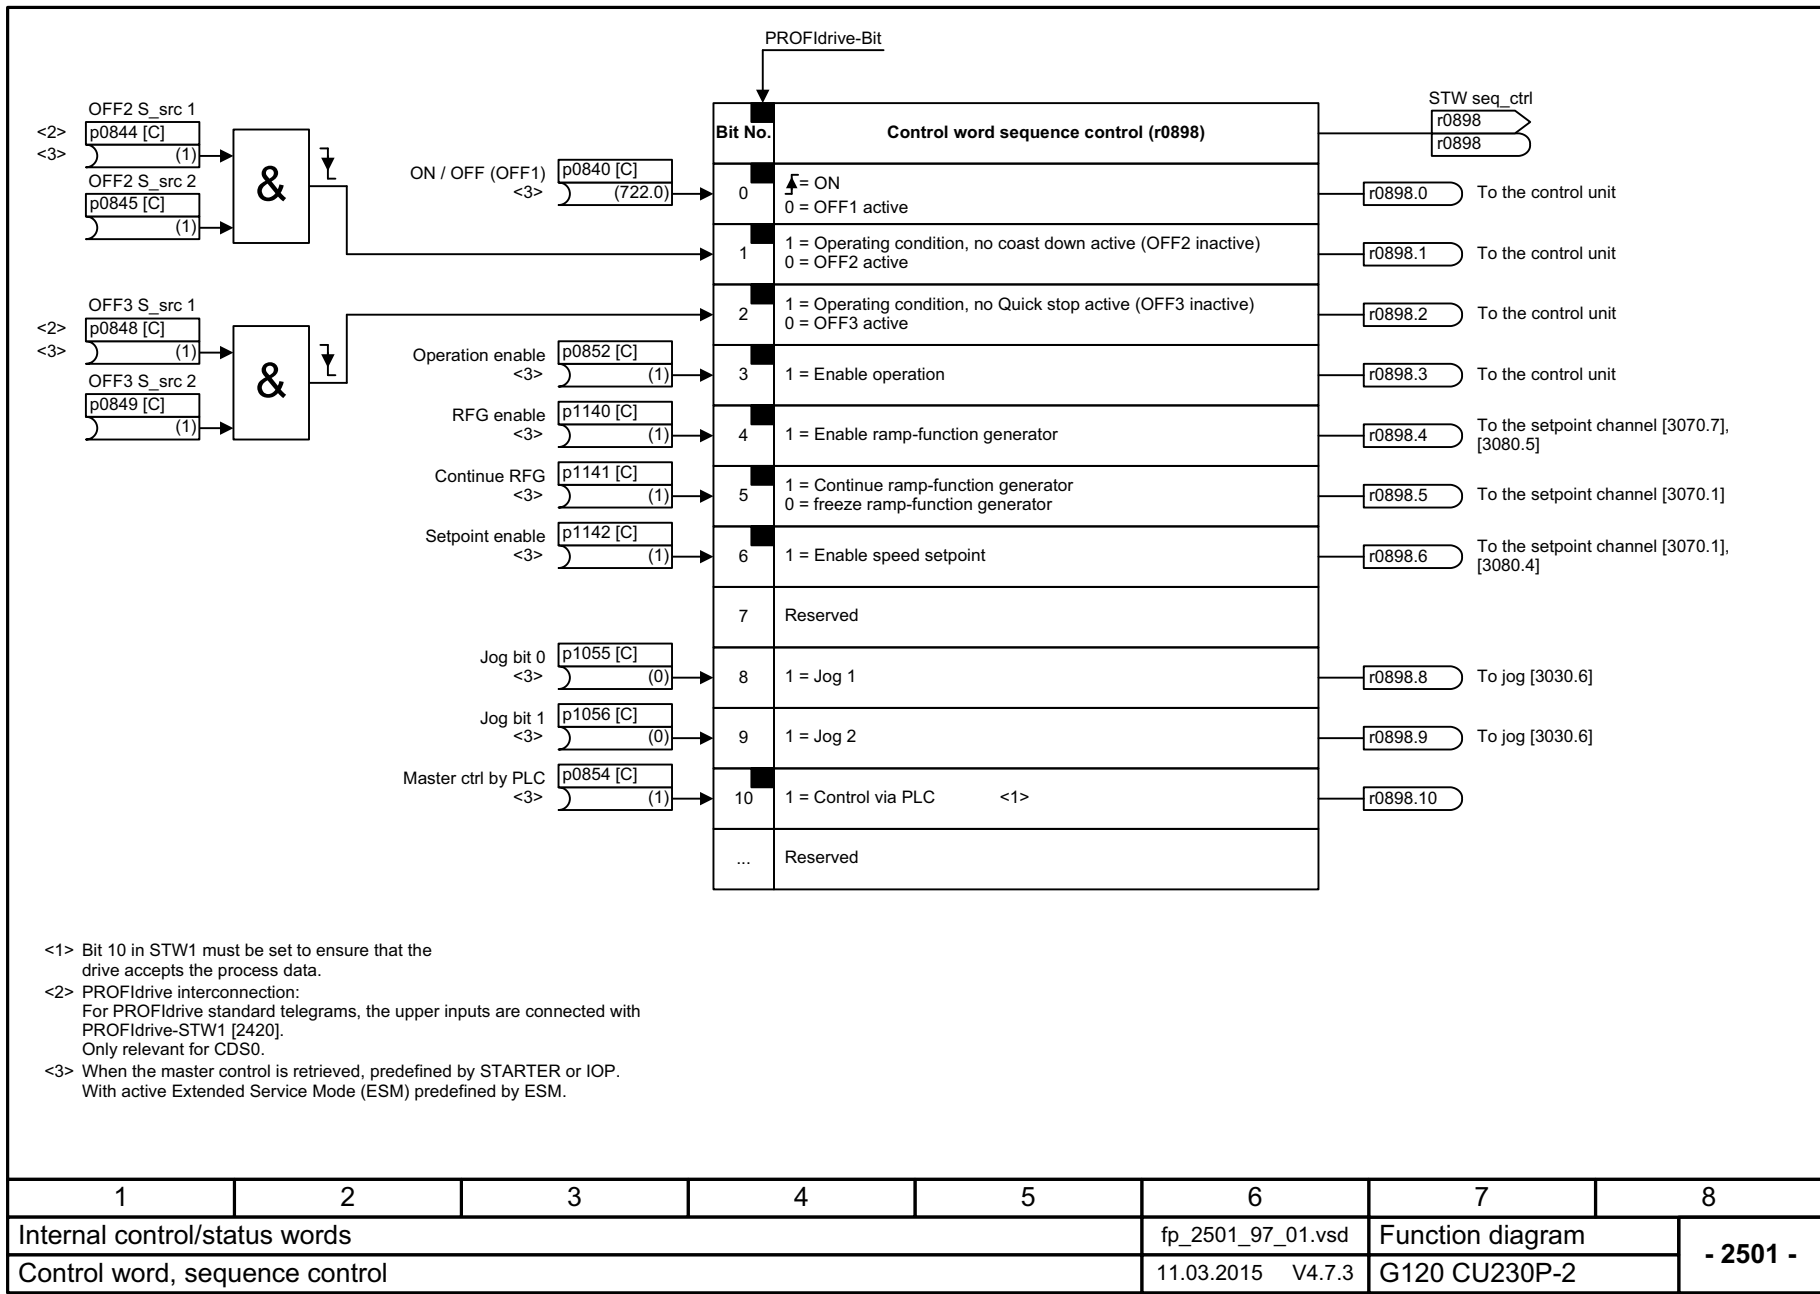 PROFIdrive-Bit
OFF2 S_src 1
<2> p0844 [C]
<3> (1)
OFF2 S_src 2
p0845 [C]
(1)
&
ON / OFF (OFF1) p0840 [C]
<3> (722.0)
OFF3 S_src 1
<2> p0848 [C]
<3> (1)
OFF3 S_src 2
p0849 [C]
(1)
&
Operation enable p0852 [C]
<3> (1)
RFG enable p1140 [C]
<3> (1)
Continue RFG p1141 [C]
<3> (1)
Setpoint enable p1142 [C]
<3> (1)
Jog bit 0 p1055 [C]
<3> (0)
Jog bit 1 p1056 [C]
<3> (0)
Master ctrl by PLC p0854 [C]
<3> (1)
Bit No. Control word sequence control (r0898)
0 = ON
0 = OFF1 active
1 1 = Operating condition, no coast down active (OFF2 inactive)
0 = OFF2 active
2 1 = Operating condition, no Quick stop active (OFF3 inactive)
0 = OFF3 active
3 1 = Enable operation
4 1 = Enable ramp-function generator
5 1 = Continue ramp-function generator
0 = freeze ramp-function generator
6 1 = Enable speed setpoint
7 Reserved
8 1 = Jog 1
9 1 = Jog 2
10 1 = Control via PLC <1>
... Reserved
STW seq_ctrl
r0898
r0898
r0898.0 To the control unit
r0898.1 To the control unit
r0898.2 To the control unit
r0898.3 To the control unit
r0898.4 To the setpoint channel [3070.7],
[3080.5]
r0898.5 To the setpoint channel [3070.1]
r0898.6 To the setpoint channel [3070.1],
[3080.4]
r0898.8 To jog [3030.6]
r0898.9 To jog [3030.6]
r0898.10
<1> Bit 10 in STW1 must be set to ensure that the
drive accepts the process data.
<2> PROFIdrive interconnection:
For PROFIdrive standard telegrams, the upper inputs are connected with
PROFIdrive-STW1 [2420].
Only relevant for CDS0.
<3> When the master control is retrieved, predefined by STARTER or IOP.
With active Extended Service Mode (ESM) predefined by ESM.
1 2 3 4 5 6 7 8
Internal control/status words fp_2501_97_01.vsd Function diagram
- 2501 -
Control word, sequence control 11.03.2015 V4.7.3 G120 CU230P-2